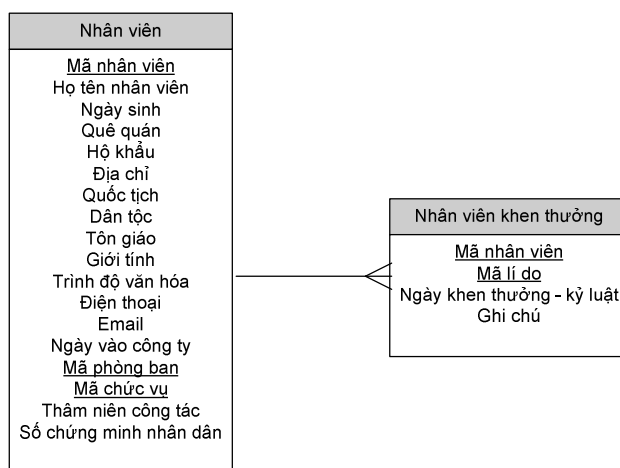 Nhân viên
Mã nhân viên
Họ tên nhân viên
Ngày sinh
Quê quán
Hộ khẩu
Địa chỉ
Quốc tịch
Dân tộc
Tôn giáo
Giới tính
Trình độ văn hóa
Điện thoại
Email
Ngày vào công ty
Mã phòng ban
Mã chức vụ
Thâm niên công tác
Số chứng minh nhân dân
Nhân viên khen thưởng
Mã nhân viên
Mã lí do
Ngày khen thưởng - kỷ luật
Ghi chú